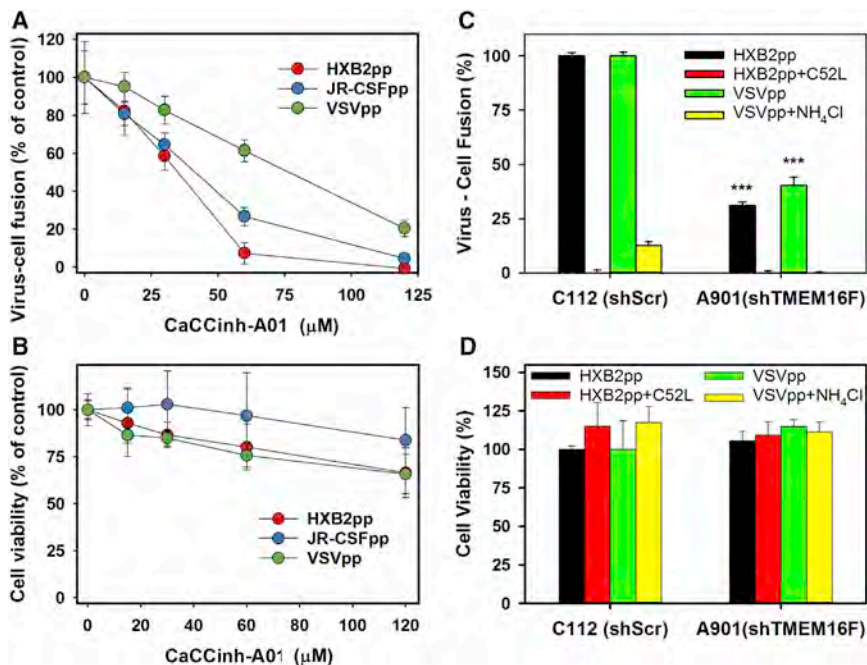 A
120
100
80
60
40
20
0
Virus-cell fusion (% of control)
HXB2pp
JR-CSFpp
VSVpp
0 25 50 75 100 125
CaCCinh-A01 (μM)
B
100
75
50
25
0
Cell viability (% of control)
HXB2pp
JR-CSFpp
VSVpp
0 20 40 60 80 100 120
CaCCinh-A01 (μM)
C
100
75
50
25
0
Virus - Cell Fusion (%)
HXB2pp
HXB2pp+C52L
VSVpp
VSVpp+NH₄Cl
*** ***
C112 (shScr) A901(shTMEM16F)
D
150
125
100
75
50
25
0
Cell Viability (%)
HXB2pp VSVpp
HXB2pp+C52L VSVpp+NH₄Cl
C112 (shScr) A901(shTMEM16F)